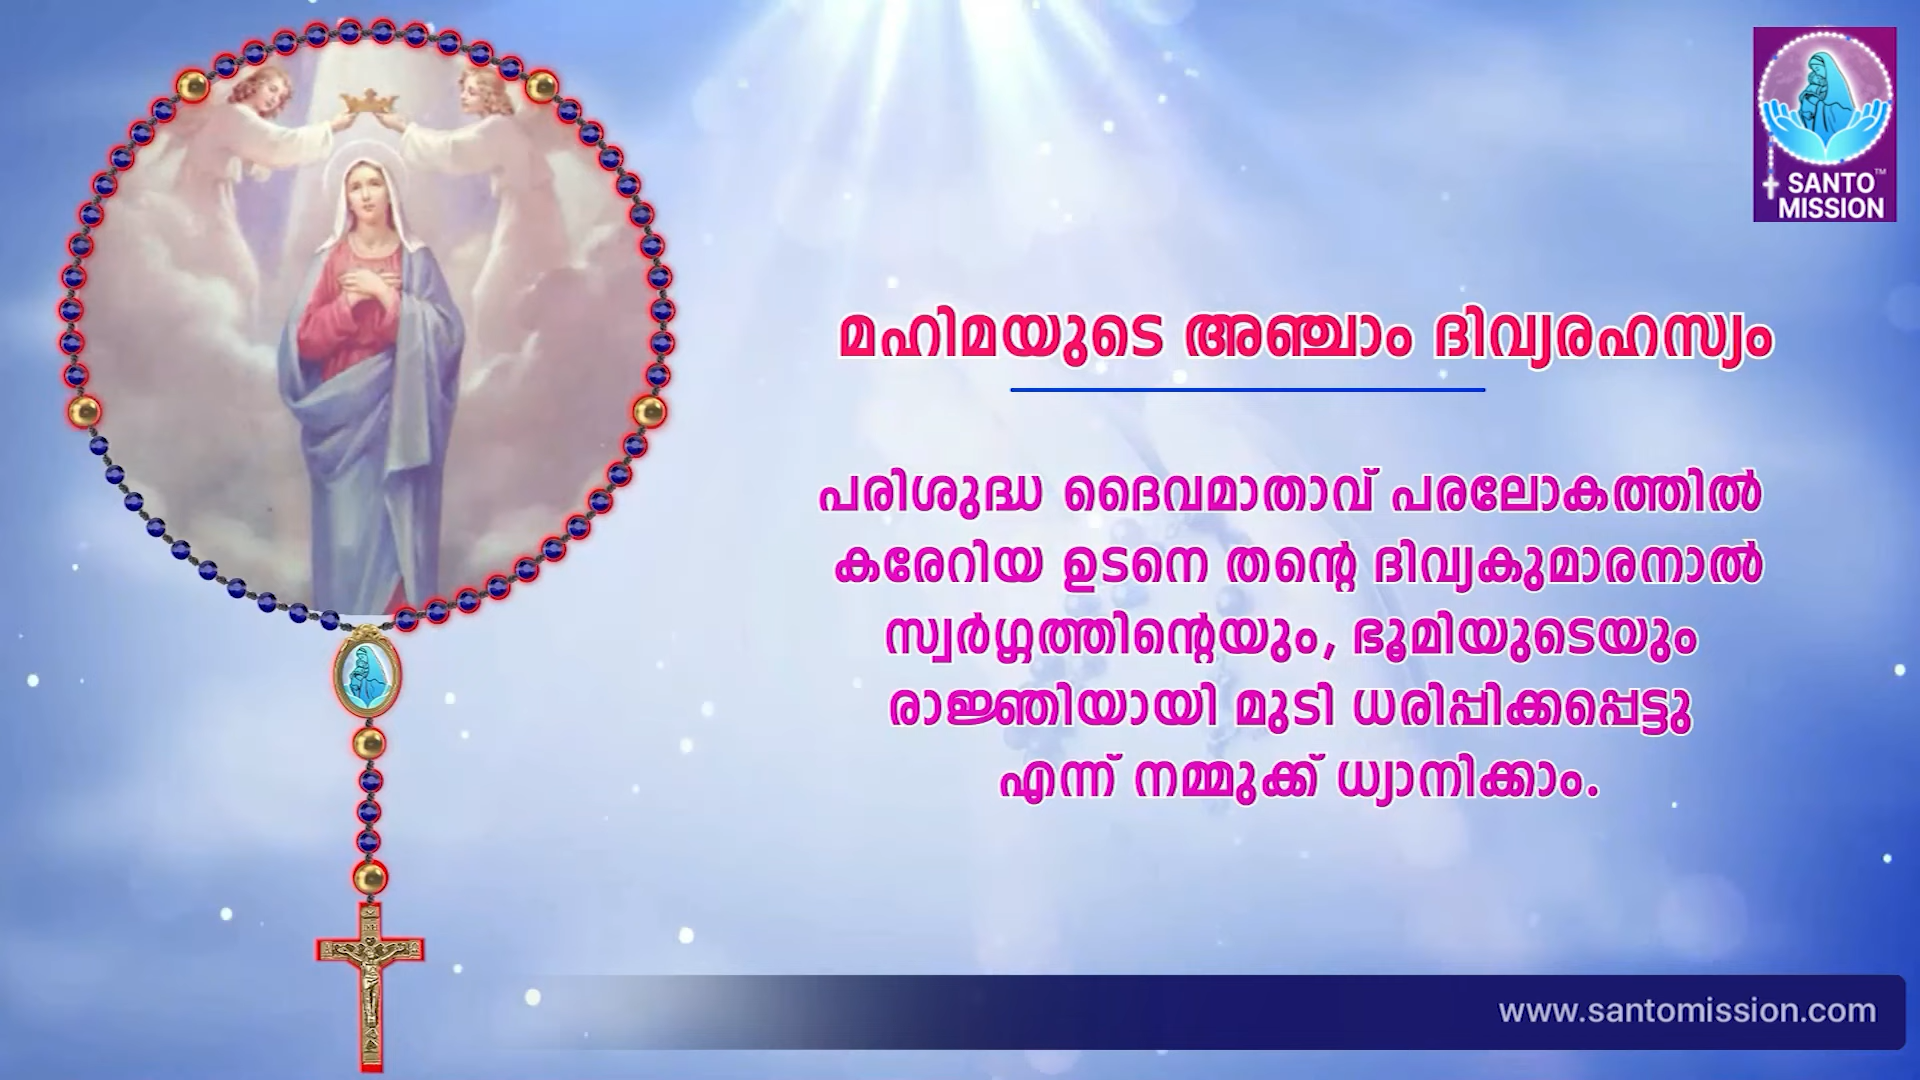 SANTO™
MISSION
മഹിമയുടെ അഞ്ചാം ദിവ്യരഹസ്യം
പരിശുദ്ധ ദൈവമാതാവ് പരലോകത്തിൽ
കരേറിയ ഉടനെ തന്റെ ദിവ്യകുമാരനാൽ
സ്വർഗ്ഗത്തിന്റെയും, ഭൂമിയുടെയും
രാജ്ഞിയായി മുടി ധരിപ്പിക്കപ്പെട്ടു
എന്ന് നമ്മുക്ക് ധ്യാനിക്കാം.
www.santomission.com